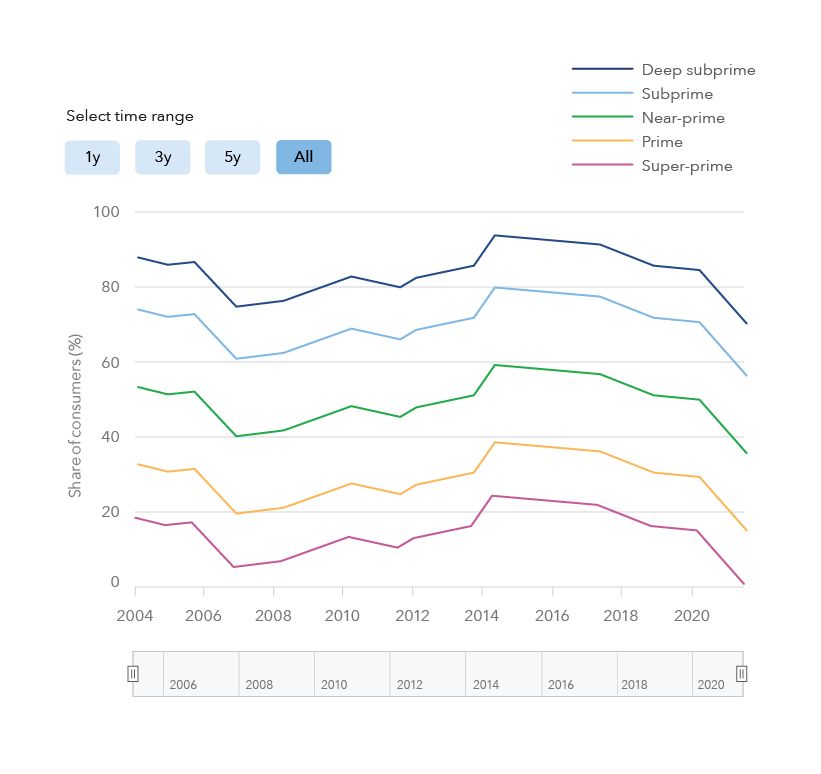 Deep subprime
Subprime
Near-prime
Prime
Super-prime
Select time range
1y 3y 5y All
Share of consumers (%)
100
80
60
40
20
0
2004 2006 2008 2010 2012 2014 2016 2018 2020
2006 2008 2010 2012 2014 2016 2018 2020